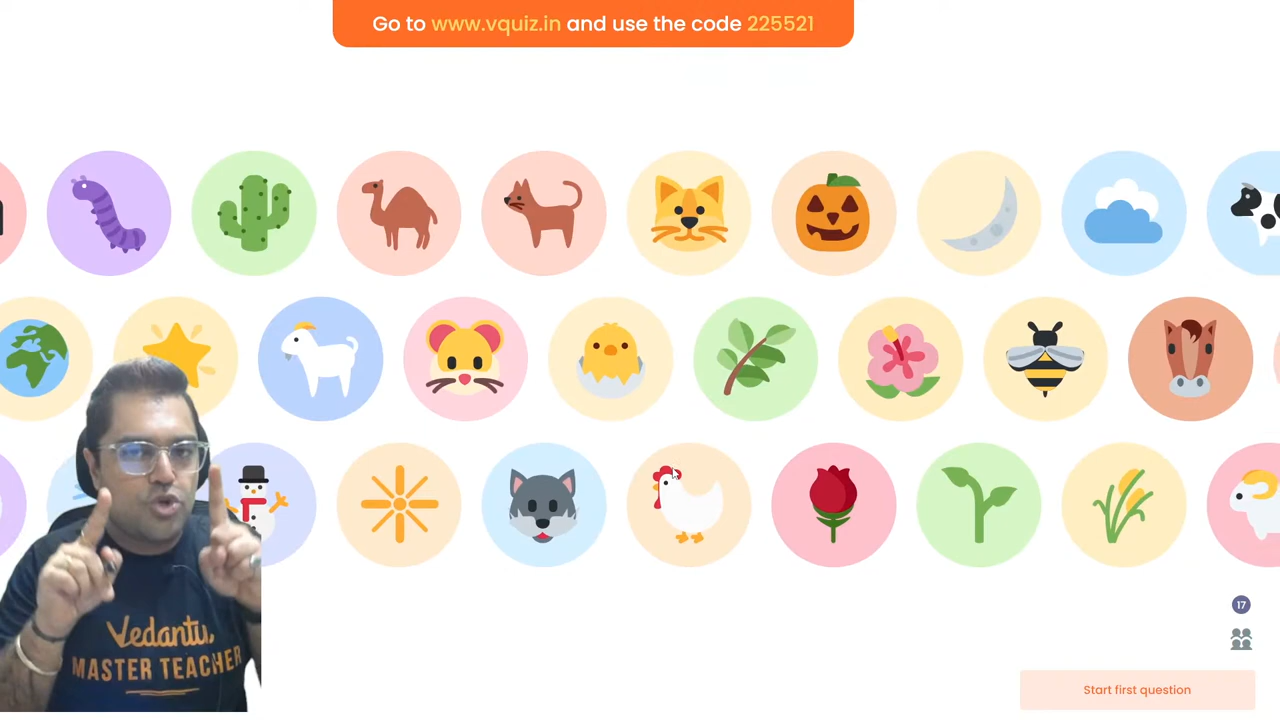 Go to www.vquiz.in and use the code 225521
Vedantu
MASTER TEACHER
17
Start first question